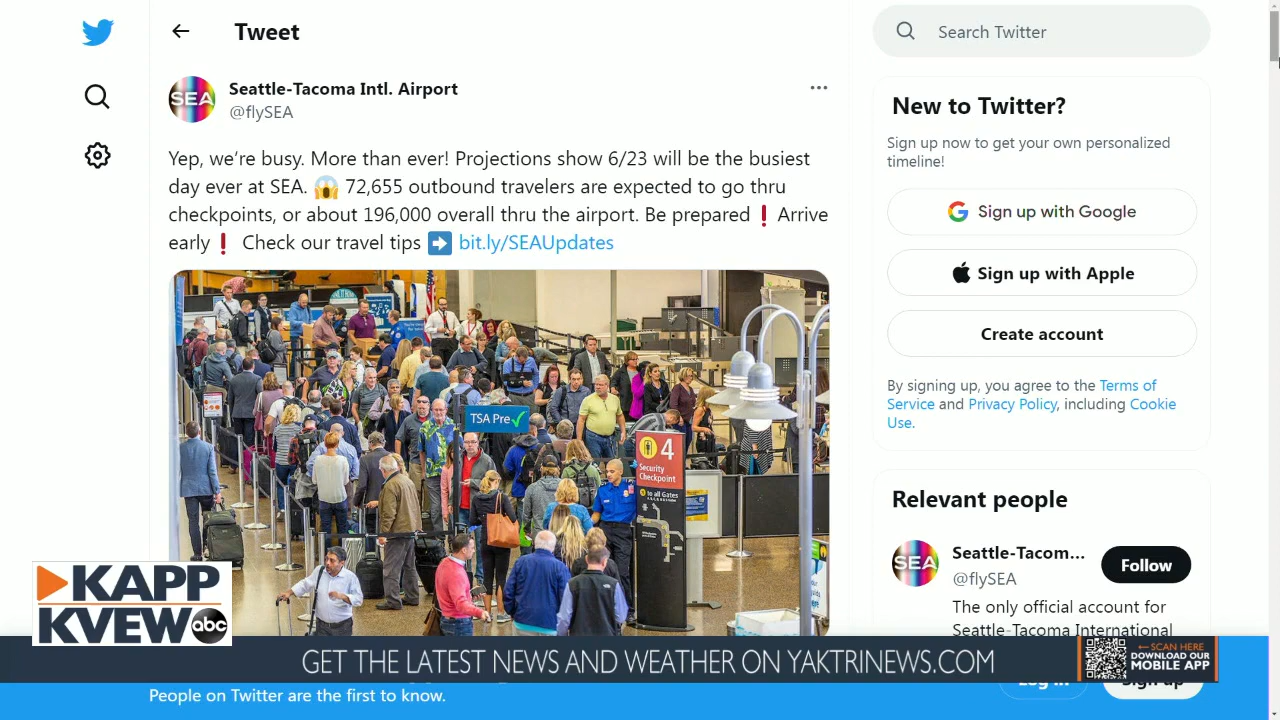 Tweet
Search Twitter
SEA
Seattle-Tacoma Intl. Airport
@flySEA
Yep, we're busy. More than ever! Projections show 6/23 will be the busiest
day ever at SEA. 😱 72,655 outbound travelers are expected to go thru
checkpoints, or about 196,000 overall thru the airport. Be prepared❗Arrive
early❗ Check our travel tips ➡️ bit.ly/SEAUpdates
TSA Pre✓
4
Security
Checkpoint
to all Gates
New to Twitter?
Sign up now to get your own personalized
timeline!
Sign up with Google
Sign up with Apple
Create account
By signing up, you agree to the Terms of
Service and Privacy Policy, including Cookie
Use.
Relevant people
SEA
Seattle-Tacom...
@flySEA
Follow
The only official account for
Seattle-Tacoma International
KAPP
KVEW abc
GET THE LATEST NEWS AND WEATHER ON YAKTRINEWS.COM
SCAN HERE
DOWNLOAD OUR
MOBILE APP
People on Twitter are the first to know.
Log in
Sign up